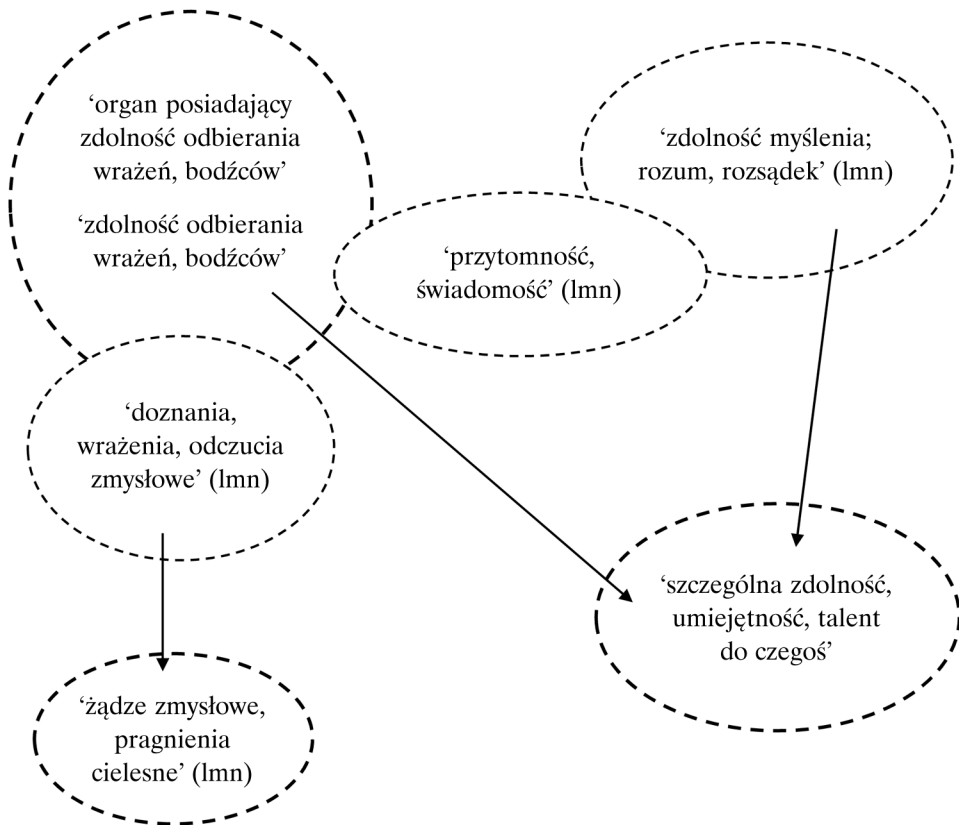 ‘organ posiadający
zdolność odbierania
wrażeń, bodźców’
‘zdolność odbierania
wrażeń, bodźców’
‘zdolność myślenia;
rozum, rozsądek’ (lmn)
‘przytomność,
świadomość’ (lmn)
‘doznania,
wrażenia, odczucia
zmysłowe’ (lmn)
‘szczególna zdolność,
umiejętność, talent
do czegoś’
‘żądze zmysłowe,
pragnienia
cielesne’ (lmn)